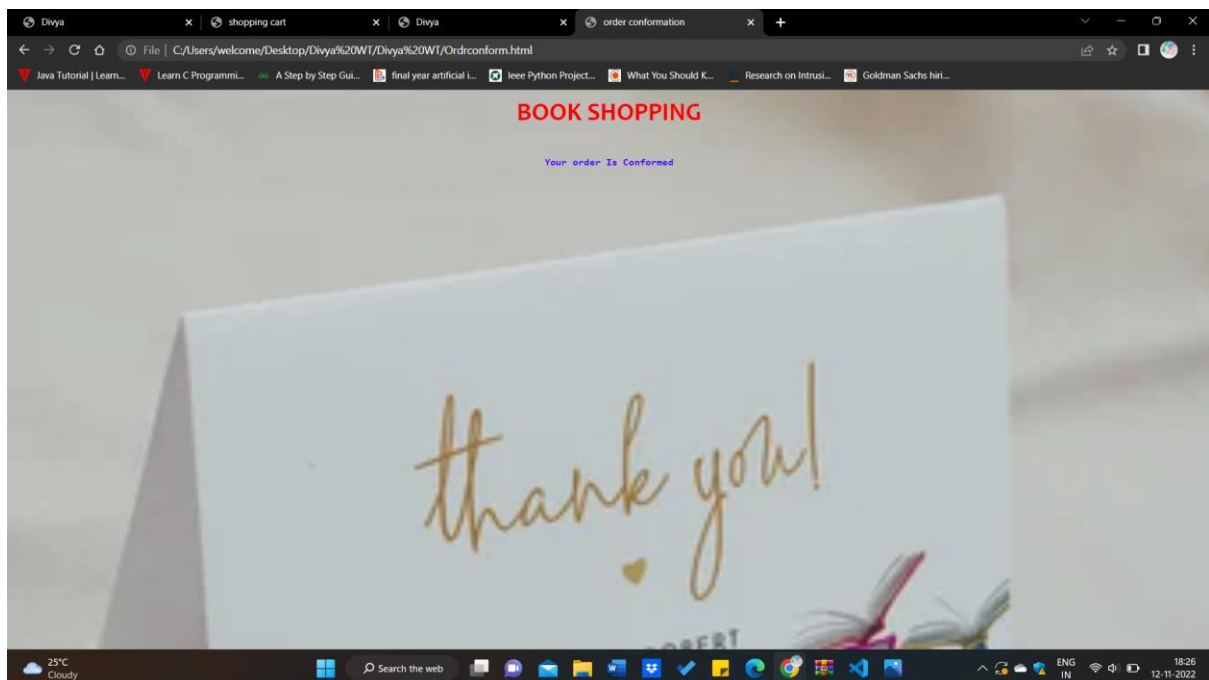 Divya
shopping cart
Divya
order conformation
File | C:/Users/welcome/Desktop/Divya%20WT/Divya%20WT/Ordrconform.html
Java Tutorial | Learn...
Learn C Programmi...
A Step by Step Gui...
final year artificial i...
Ieee Python Project...
What You Should K...
Research on Intrusi...
Goldman Sachs hiri...
BOOK SHOPPING
Your order Is Conformed
thank you!
25°C
Cloudy
Search the web
ENG
IN
18:26
12-11-2022